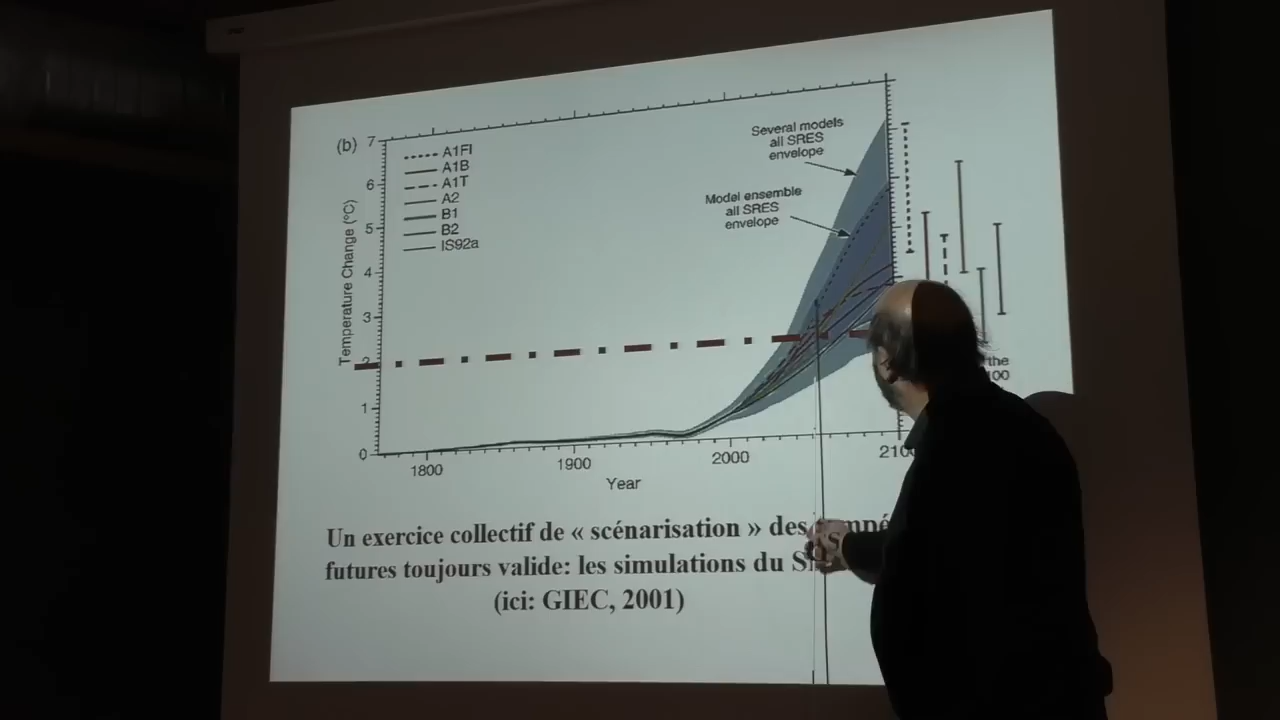 (b)
7
6
5
4
3
2
1
0
Temperature Change (°C)
A1FI
A1B
A1T
A2
B1
B2
IS92a
Several models
all SRES
envelope
Model ensemble
all SRES
envelope
1800
1900
2000
Year
the
Un exercice collectif de « scénarisation » des
futures toujours valide: les simulations du
(ici: GIEC, 2001)